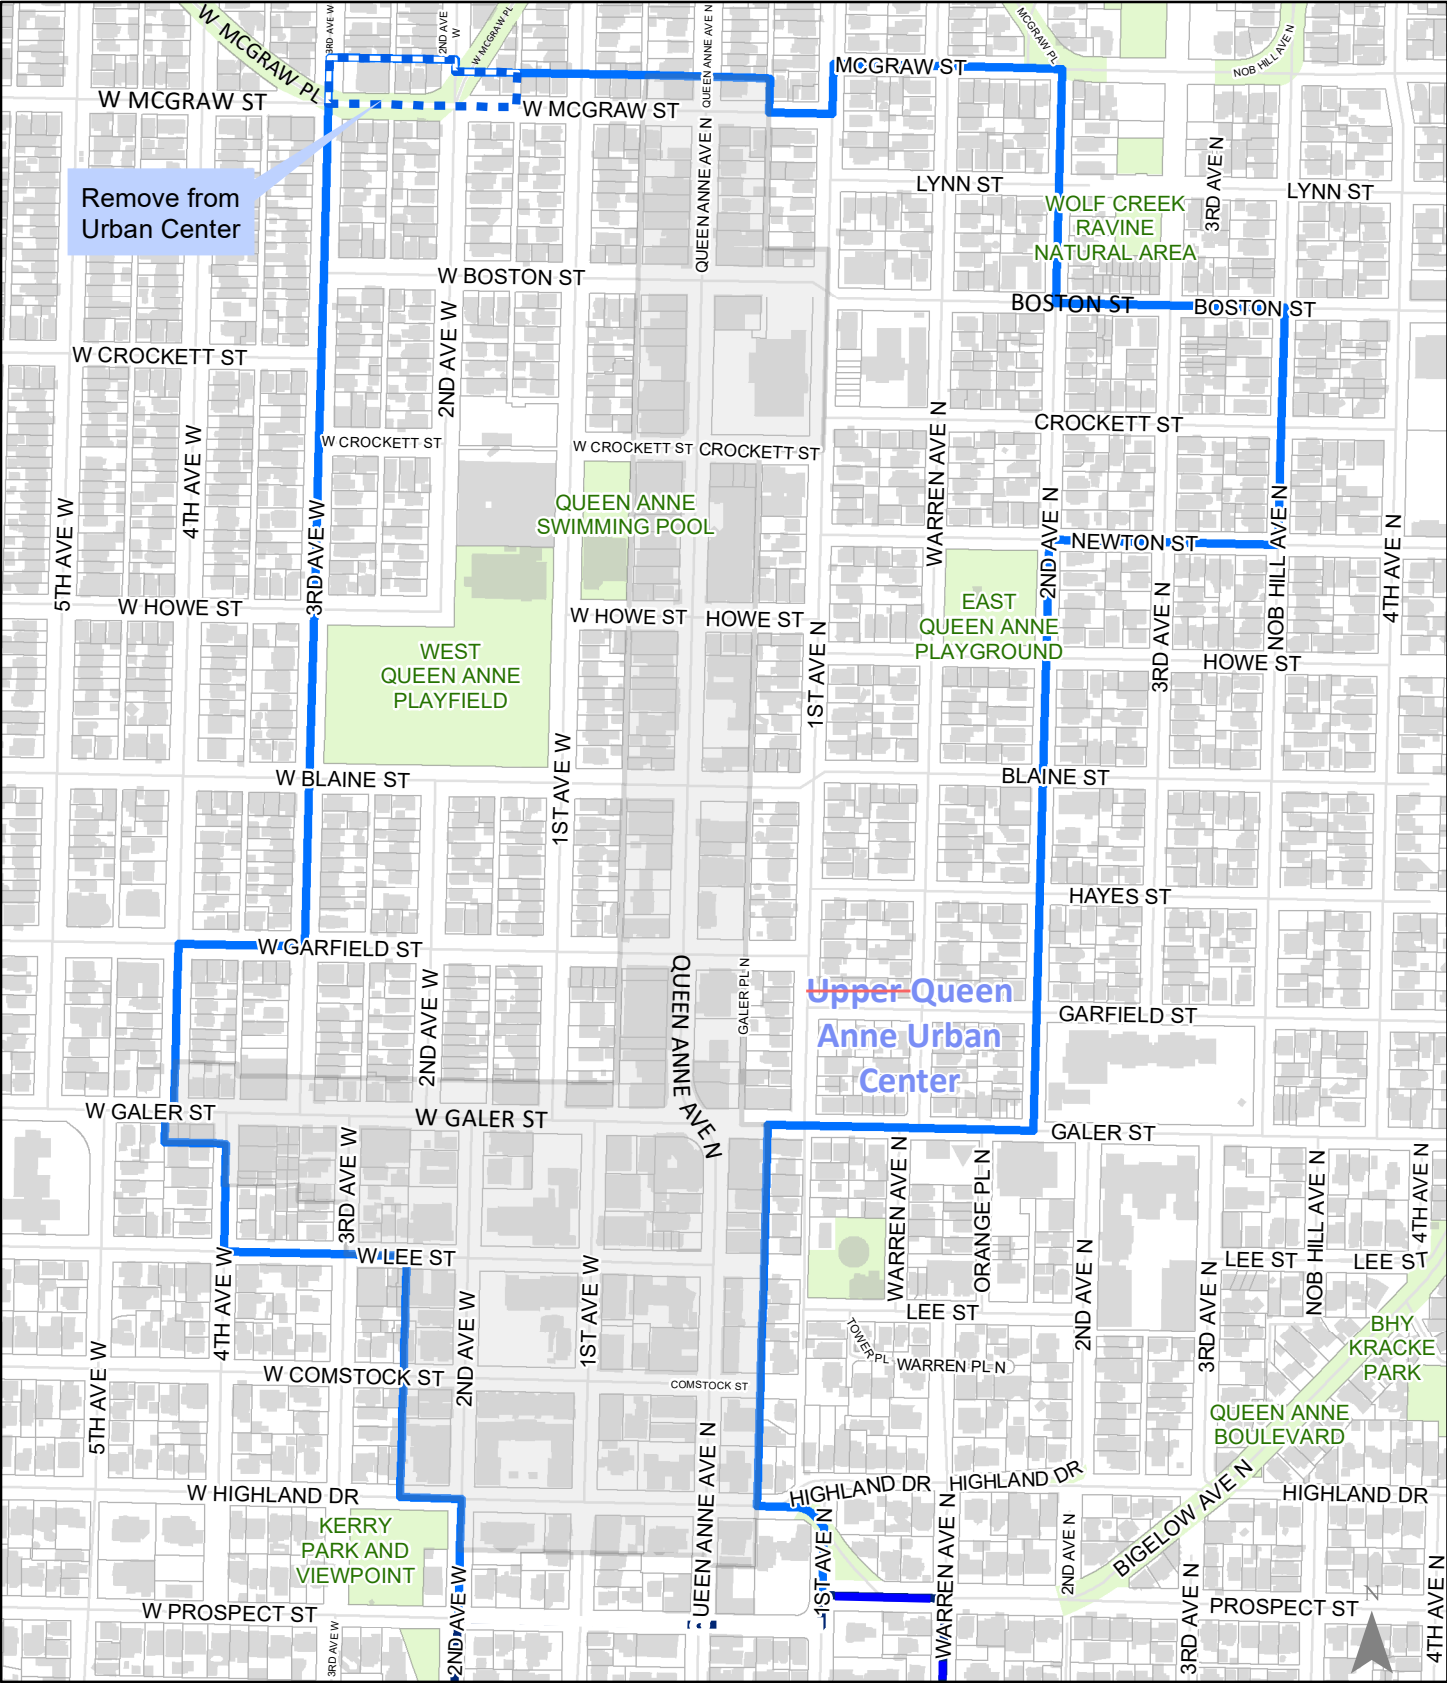 3RD AVE W
2ND AVE
W
W MCGRAW PL
QUEEN ANNE AVE N
MCGRAW PL
NOB HILL AVE N
W MCGRAW PL
MCGRAW ST
W MCGRAW ST
W MCGRAW ST
QUEEN ANNE AVE N
3RD AVE N
LYNN ST
LYNN ST
Remove from
Urban Center
WOLF CREEK
RAVINE
NATURAL AREA
W BOSTON ST
BOSTON ST
BOSTON ST
2ND AVE W
W CROCKETT ST
CROCKETT ST
W CROCKETT ST
W CROCKETT ST
CROCKETT ST
4TH AVE W
WARREN AVE N
5TH AVE W
3RD AVE W
QUEEN ANNE
SWIMMING POOL
2ND AVE N
NEWTON ST
NOB HILL AVE N
4TH AVE N
W HOWE ST
W HOWE ST
HOWE ST
EAST
QUEEN ANNE
PLAYGROUND
3RD AVE N
1ST AVE N
HOWE ST
WEST
QUEEN ANNE
PLAYFIELD
W BLAINE ST
1ST AVE W
BLAINE ST
HAYES ST
W GARFIELD ST
2ND AVE W
QUEEN ANNE AVE N
GALER PL N
Upper Queen
Anne Urban
Center
GARFIELD ST
W GALER ST
W GALER ST
GALER ST
3RD AVE W
WARREN AVE N
ORANGE PL N
NOB HILL AVE N
4TH AVE N
W LEE ST
4TH AVE W
1ST AVE W
2ND AVE W
2ND AVE N
3RD AVE N
LEE ST
LEE ST
LEE ST
TOWER PL
WARREN PL N
BHY
KRACKE
PARK
5TH AVE W
W COMSTOCK ST
COMSTOCK ST
QUEEN ANNE
BOULEVARD
UEEN ANNE AVE N
W HIGHLAND DR
HIGHLAND DR
HIGHLAND DR
HIGHLAND DR
BIGELOW AVE N
KERRY
PARK AND
VIEWPOINT
1ST AVE N
WARREN AVE N
2ND AVE N
3RD AVE N
4TH AVE N
2ND AVE W
W PROSPECT ST
3RD AVE W
PROSPECT ST
N